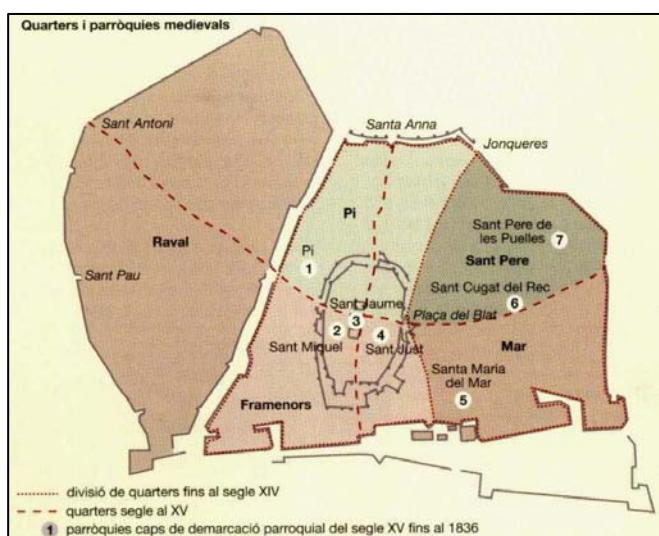 Quarters i parròquies medievals
Sant Antoni
Santa Anna
Jonqueres
Pi
Raval
Pi
1
Sant Pere de
les Puelles 7
Sant Pere
Sant Pau
Sant Cugat del Rec
6
Sant Jaume
3
Plaça del Blat
2
4
Sant Miquel
Sant Just
Mar
Santa Maria
del Mar
5
Framenors
divisió de quarters fins al segle XIV
quarters segle al XV
1 parròquies caps de demarcació parroquial del segle XV fins al 1836